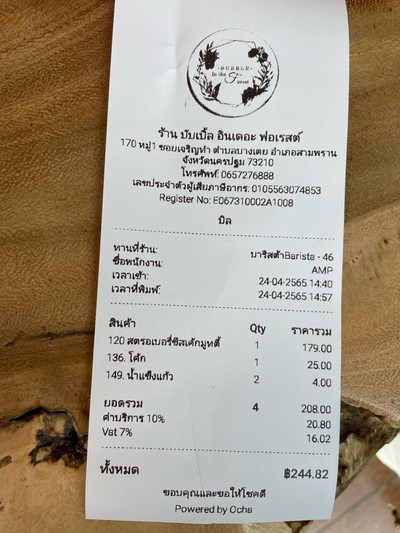 BUBBLE
in the Forest
ร้าน บับเบิ้ล อินเดอะ ฟอเรสต์
170 หมู่1 ซอยเจริญทำ ตำบลบางเตย อำเภอสามพราน
จังหวัดนครปฐม 73210
โทรศัพท์: 0657276888
เลขประจำตัวผู้เสียภาษีอากร: 0105563074853
Register No: E067310002A1008
บิล
ทานที่ร้าน: บาริสต้าBarista - 46
ชื่อพนักงาน: AMP
เวลาเข้า: 24-04-2565 14:40
เวลาที่พิมพ์: 24-04-2565 14:57
สินค้า Qty ราคารวม
120 สตรอเบอรี่ชีสเค้กมูทตี้ 1 179.00
136. โค้ก 1 25.00
149. น้ำแข็งแก้ว 2 4.00
ยอดรวม 4 208.00
ค่าบริการ 10% 20.80
Vat 7% 16.02
ทั้งหมด ฿244.82
ขอบคุณและขอให้โชคดี
Powered by Ocha